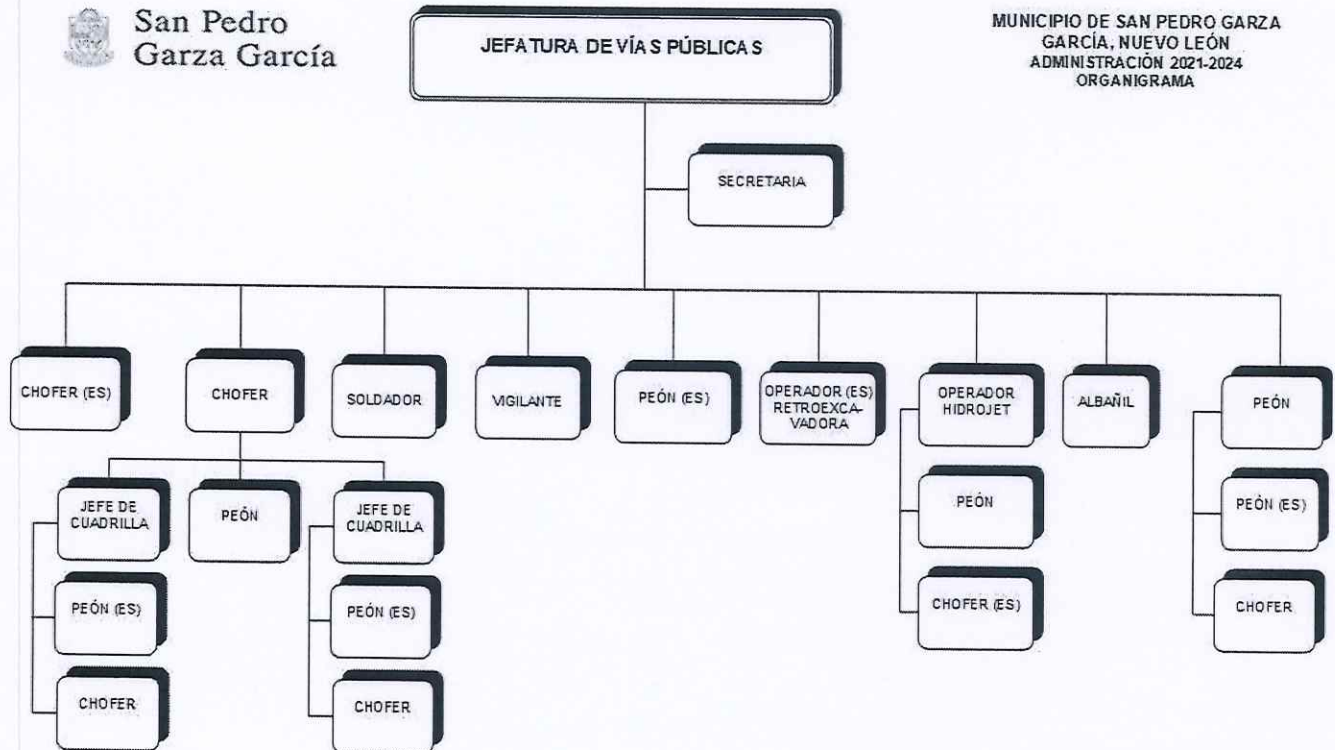 San Pedro
Garza García
JEFATURA DE VÍAS PÚBLICAS
MUNICIPIO DE SAN PEDRO GARZA
GARCÍA, NUEVO LEÓN
ADMINISTRACIÓN 2021-2024
ORGANIGRAMA
SECRETARIA
CHOFER (ES)
CHOFER
SOLDADOR
VIGILANTE
PEÓN (ES)
OPERADOR (ES)
RETROEXCA-
VADORA
OPERADOR
HIDROJET
ALBAÑIL
PEÓN
JEFE DE
CUADRILLA
PEÓN
JEFE DE
CUADRILLA
PEÓN
PEÓN (ES)
PEÓN (ES)
PEÓN (ES)
CHOFER (ES)
CHOFER
CHOFER
CHOFER